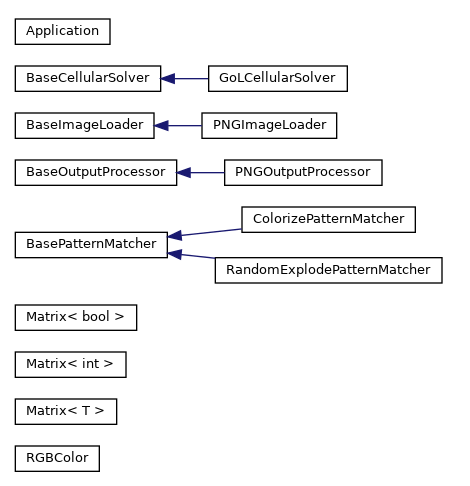 Application
BaseCellularSolver
GoLCellularSolver
BaseImageLoader
PNGImageLoader
BaseOutputProcessor
PNGOutputProcessor
ColorizePatternMatcher
BasePatternMatcher
RandomExplodePatternMatcher
Matrix< bool >
Matrix< int >
Matrix< T >
RGBColor